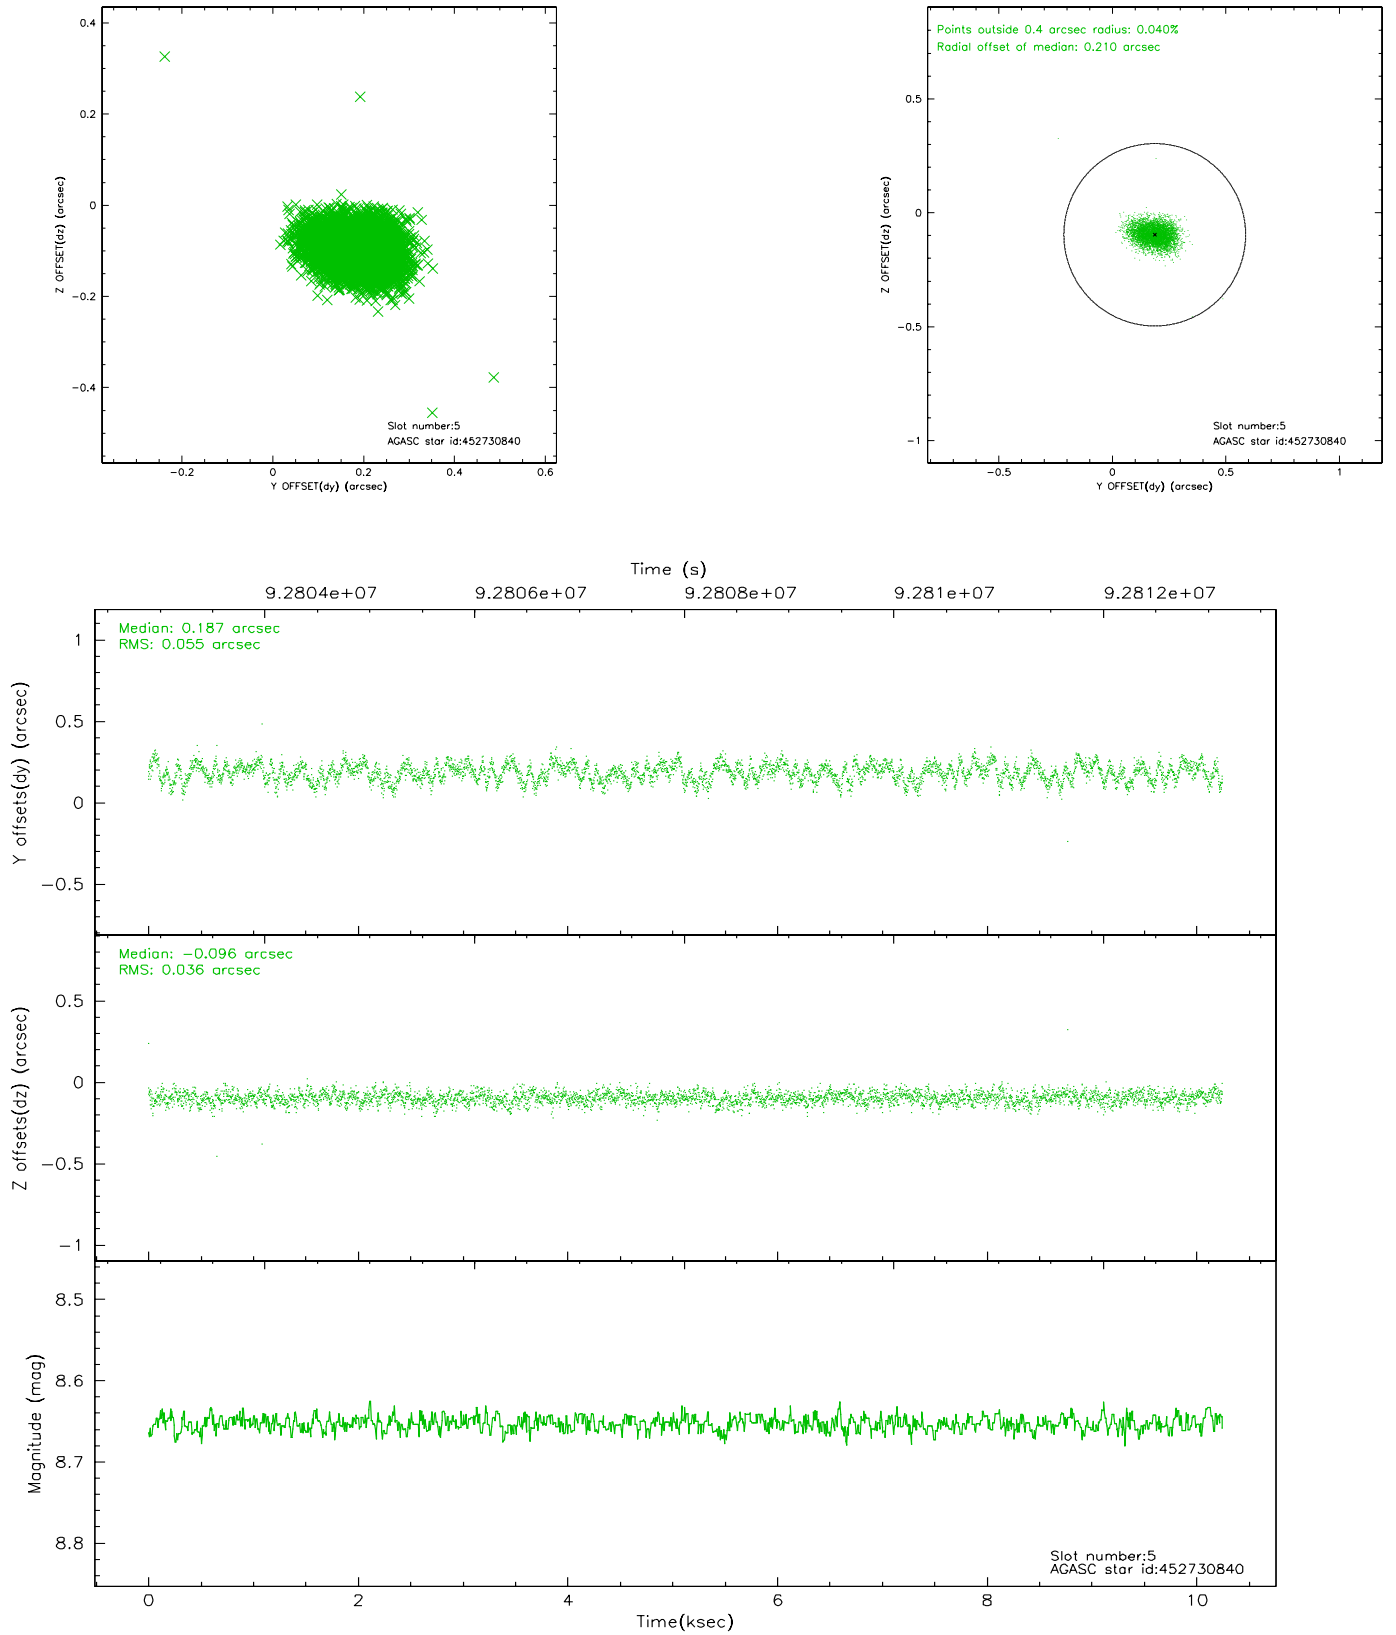 0.4
0.2
0
−0.2
−0.4
Z OFFSET(dz) (arcsec)
−0.2
0
0.2
0.4
0.6
Y OFFSET(dy) (arcsec)
Slot number:5
AGASC star id:452730840
Points outside 0.4 arcsec radius: 0.040%
Radial offset of median: 0.210 arcsec
0.5
0
−0.5
−1
Z OFFSET(dz) (arcsec)
−0.5
0
0.5
1
Y OFFSET(dy) (arcsec)
Slot number:5
AGASC star id:452730840
Time (s)
9.2804e+07
9.2806e+07
9.2808e+07
9.281e+07
9.2812e+07
Median: 0.187 arcsec
RMS: 0.055 arcsec
1
0.5
0
−0.5
Y offsets(dy) (arcsec)
Median: −0.096 arcsec
RMS: 0.036 arcsec
0.5
0
−0.5
−1
Z offsets(dz) (arcsec)
8.5
8.6
8.7
8.8
Magnitude (mag)
Slot number:5
AGASC star id:452730840
0
2
4
6
8
10
Time(ksec)